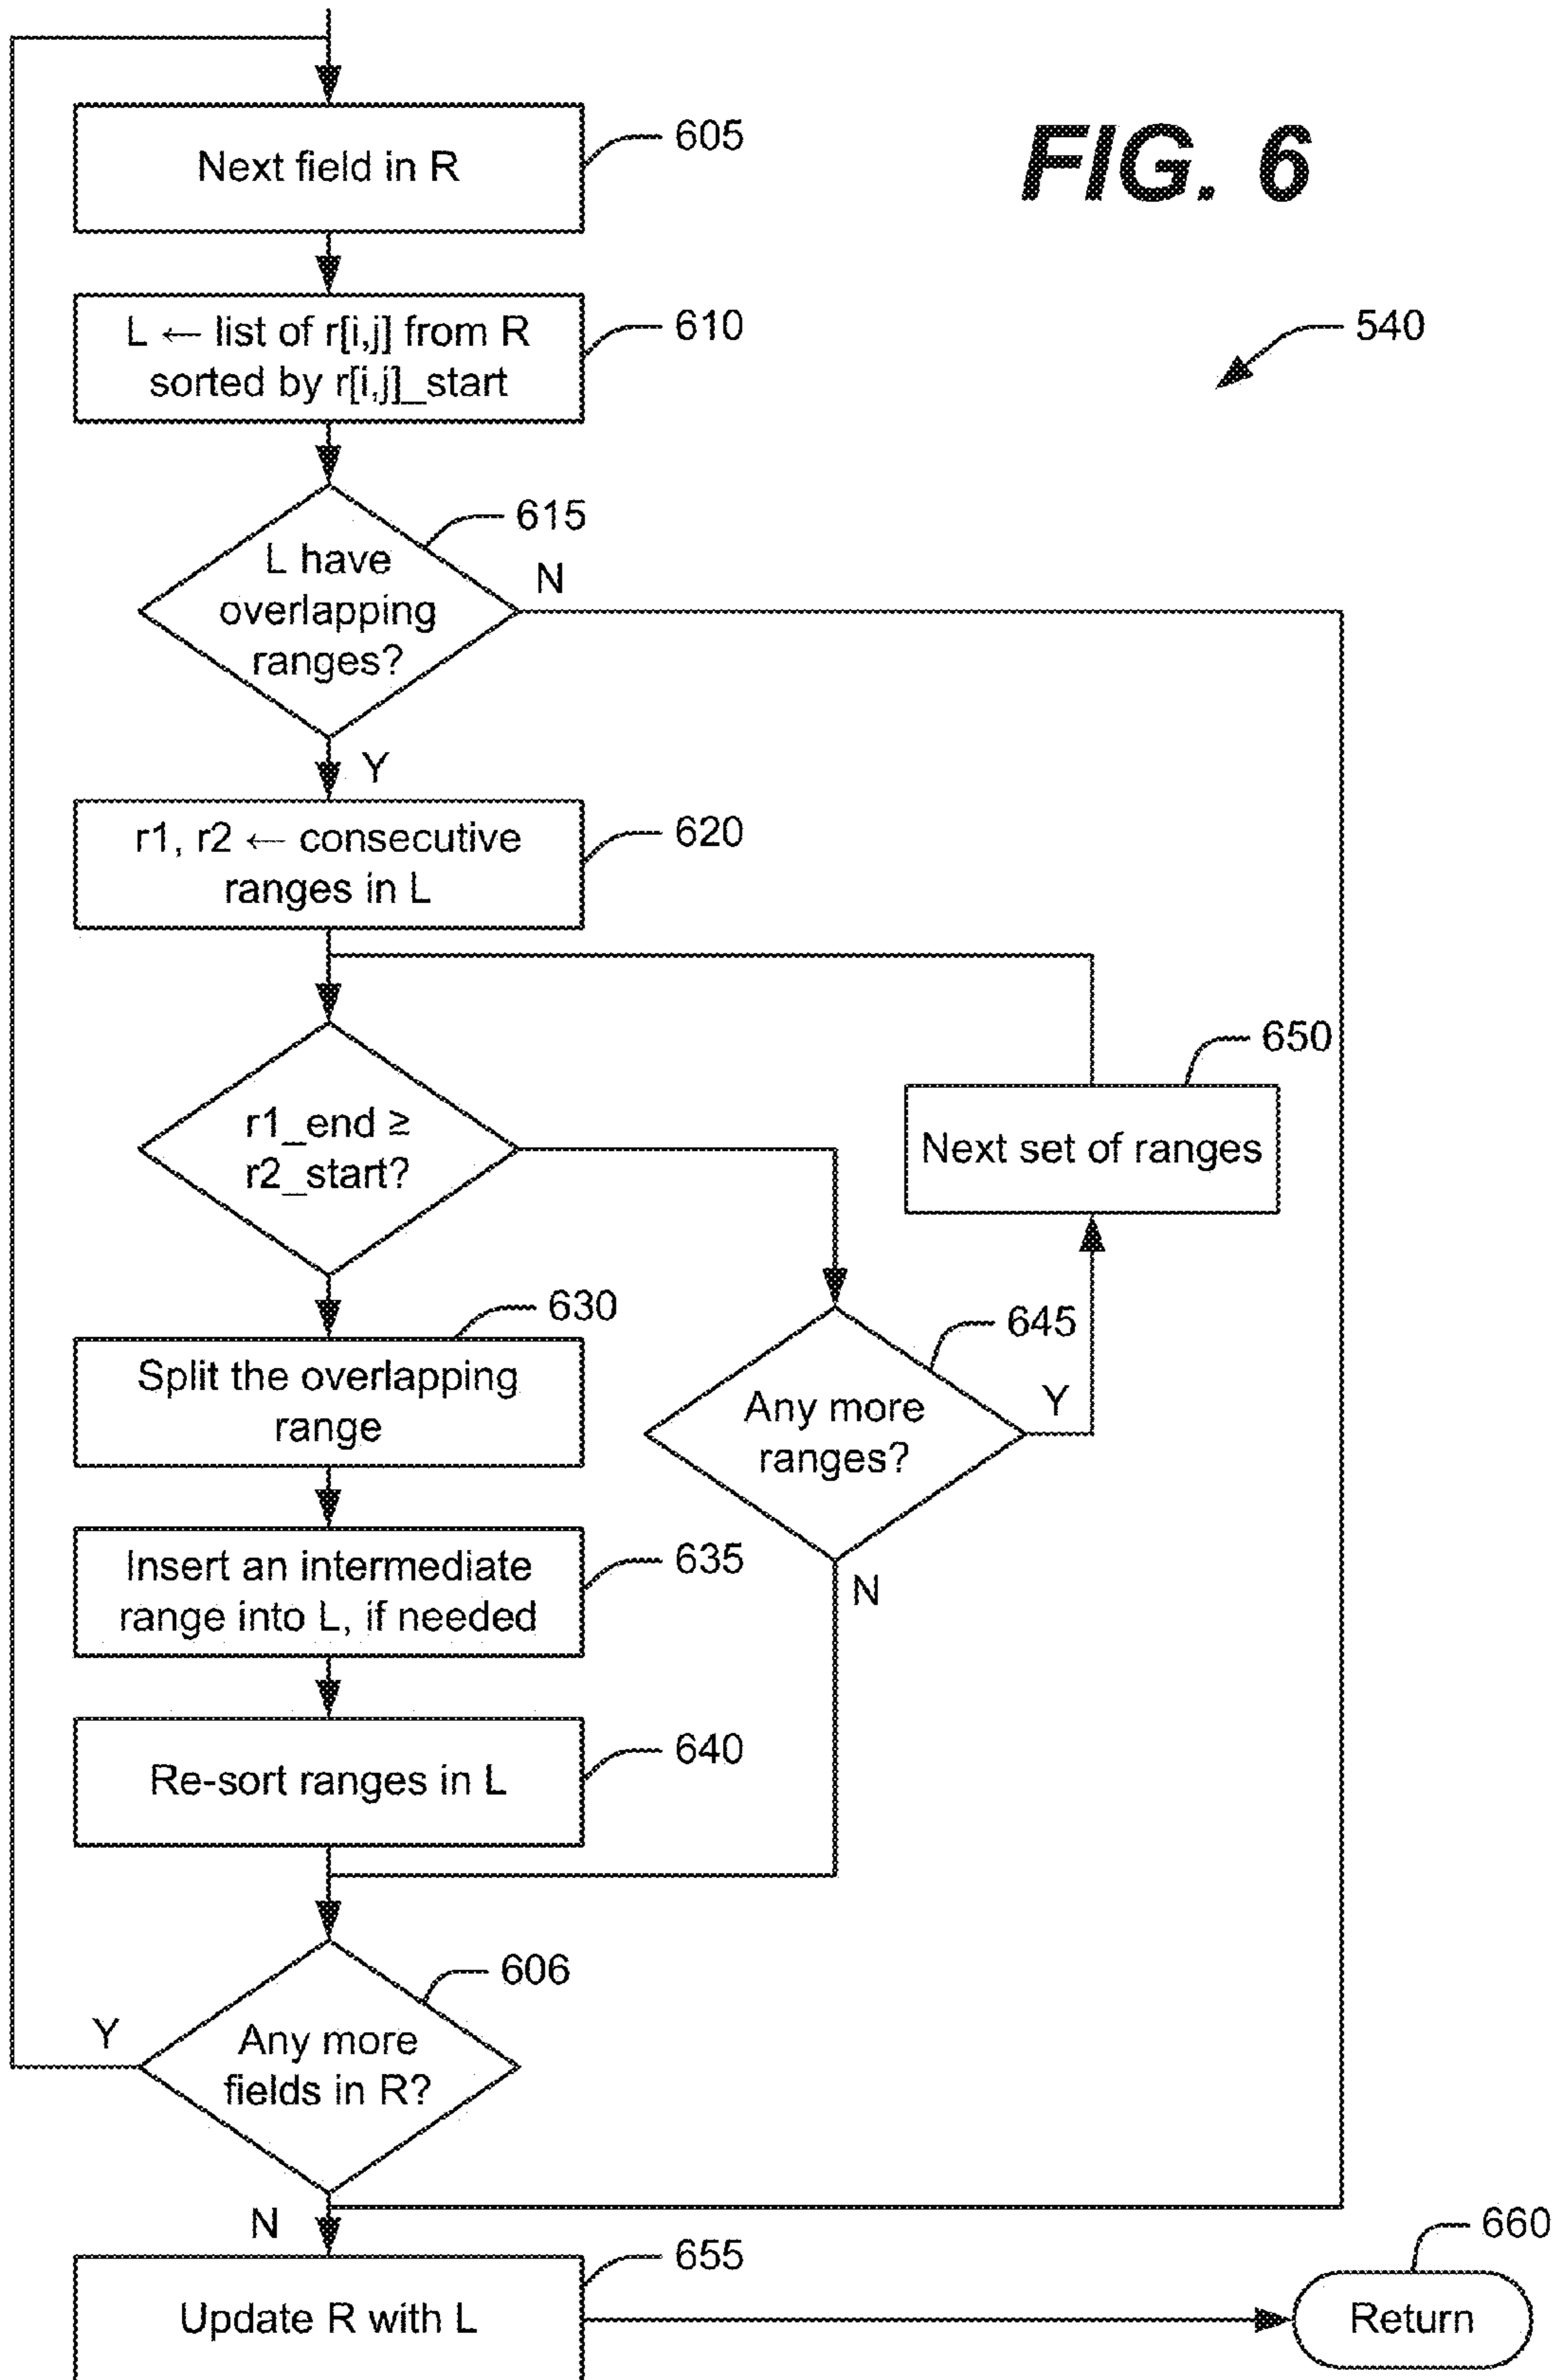 FIG. 6
540
Next field in R
605
L ← list of r[i,j] from R
sorted by r[i,j]_start
610
L have
overlapping
ranges?
615
N
Y
r1, r2 ← consecutive
ranges in L
620
r1_end ≥
r2_start?
650
Next set of ranges
630
Split the overlapping
range
645
Any more
ranges?
Y
N
Insert an intermediate
range into L, if needed
635
Re-sort ranges in L
640
606
Any more
fields in R?
Y
N
Update R with L
655
660
Return